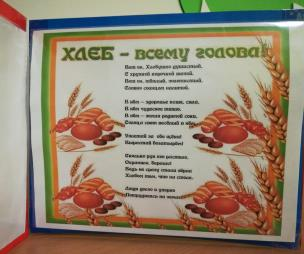 ХЛЕБ – всему голова!
Вот он, Хлебушко душистый,
С хрупкой корочкой витой,
Вот он, тёплый, золотистый,
Словно солнцем налитой.
В нём – здоровье наше, сила,
В нём – чудесное тепло.
В нём – земли родимой соки,
Солнца свет весёлый в нём.
Уплетай за обе щёки!
Вырастай богатырём!
Сколько рук его растило,
Охраняло, берегло!
Ведь не сразу стали зёрна
Хлебом тем, что на столе.
Люди долго и упорно
Потрудились на земле!